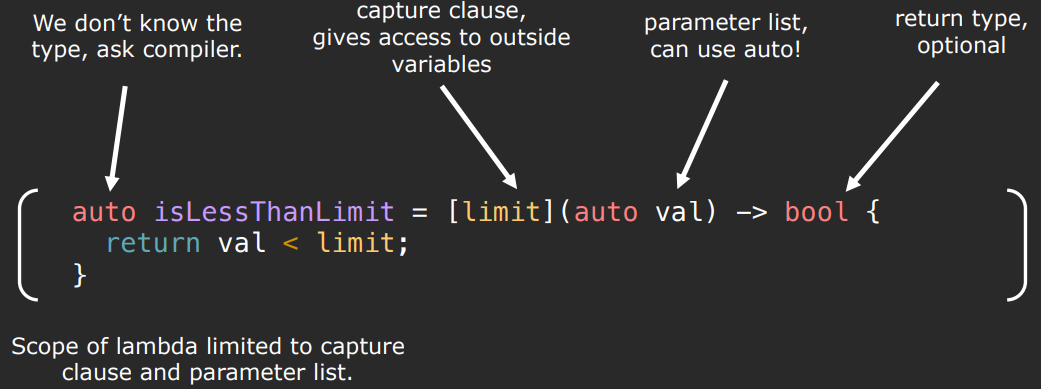 We don't know the
type, ask compiler.
capture clause,
gives access to outside
variables
parameter list,
can use auto!
return type,
optional
auto isLessThanLimit = [limit](auto val) -> bool {
  return val < limit;
}
Scope of lambda limited to capture
clause and parameter list.